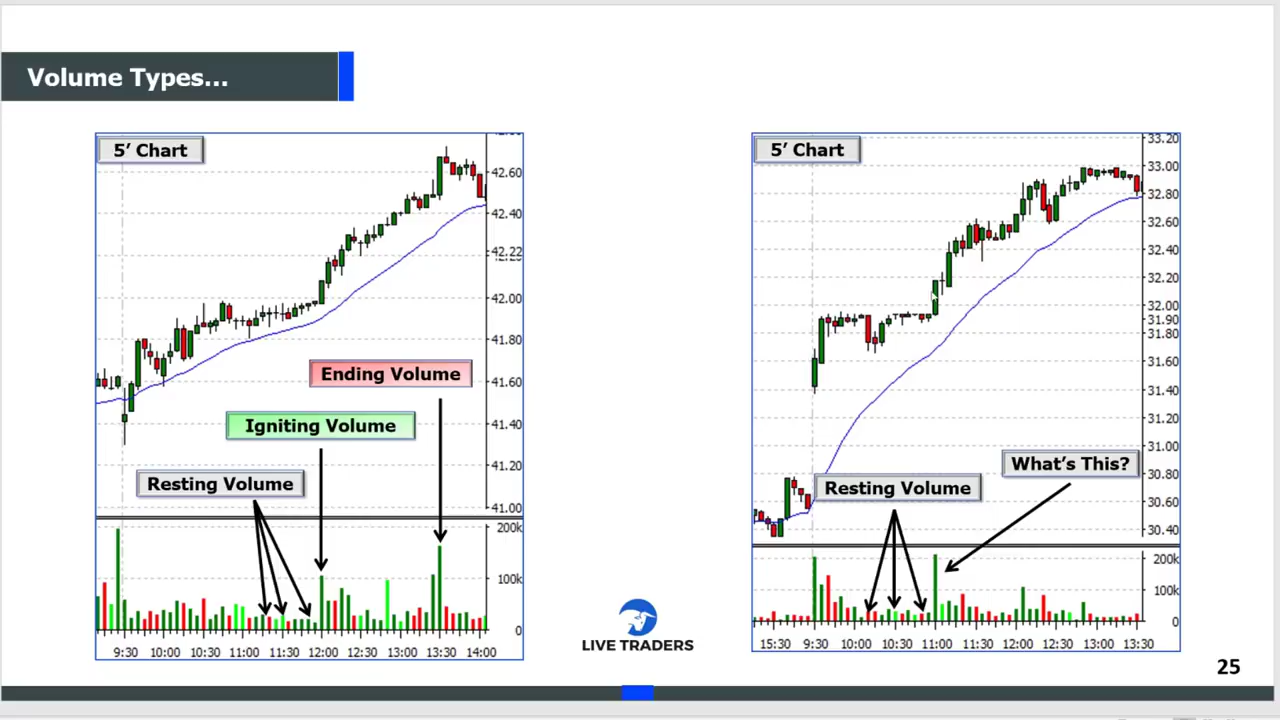 Volume Types...
5' Chart
42.60
42.40
42.22
42.00
41.80
41.60
41.40
41.20
41.00
Ending Volume
Igniting Volume
Resting Volume
200k
100k
0
9:30 10:00 10:30 11:00 11:30 12:00 12:30 13:00 13:30 14:00
5' Chart
33.20
33.00
32.80
32.60
32.40
32.20
32.00
31.90
31.80
31.60
31.40
31.20
31.00
30.80
30.60
30.40
What's This?
Resting Volume
200k
100k
0
15:30 9:30 10:00 10:30 11:00 11:30 12:00 12:30 13:00 13:30
LIVE TRADERS
25